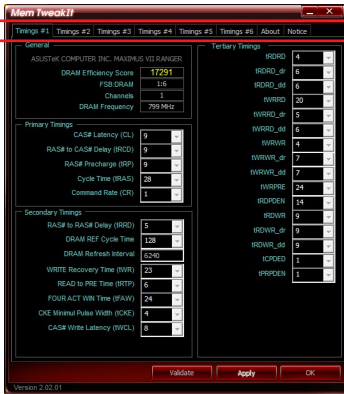 Mem TweakIt
Timings #1 Timings #2 Timings #3 Timings #4 Timings #5 Timings #6 About Notice
General
ASUSTeK COMPUTER INC. MAXIMUS VII RANGER
DRAM Efficiency Score 17291
FSB:DRAM 1:6
Channels 1
DRAM Frequency 799 MHz
Primary Timings
CAS# Latency (CL) 9
RAS# to CAS# Delay (tRCD) 9
RAS# Precharge (tRP) 9
Cycle Time (tRAS) 28
Command Rate (CR) 1
Secondary Timings
RAS# to RAS# Delay (tRRD) 5
DRAM REF Cycle Time 128
DRAM Refresh Interval 6240
WRITE Recovery Time (tWR) 23
READ to PRE Time (tRTP) 6
FOUR ACT WIN Time (tFAW) 24
CKE Minimul Pulse Width (tCKE) 4
CAS# Write Latency (tWCL) 8
Tertiary Timings
tRDRD 4
tRDRD_dr 6
tRDRD_dd 6
tWRRD 20
tWRRD_dr 5
tWRRD_dd 6
tWRWR 4
tWRWR_dr 7
tWRWR_dd 7
tWRPRE 24
tRDPDEN 14
tRDWR 9
tRDWR_dr 9
tRDWR_dd 9
tCPDED 1
tPRPDEN 1
Validate Apply OK
Version 2.02.01